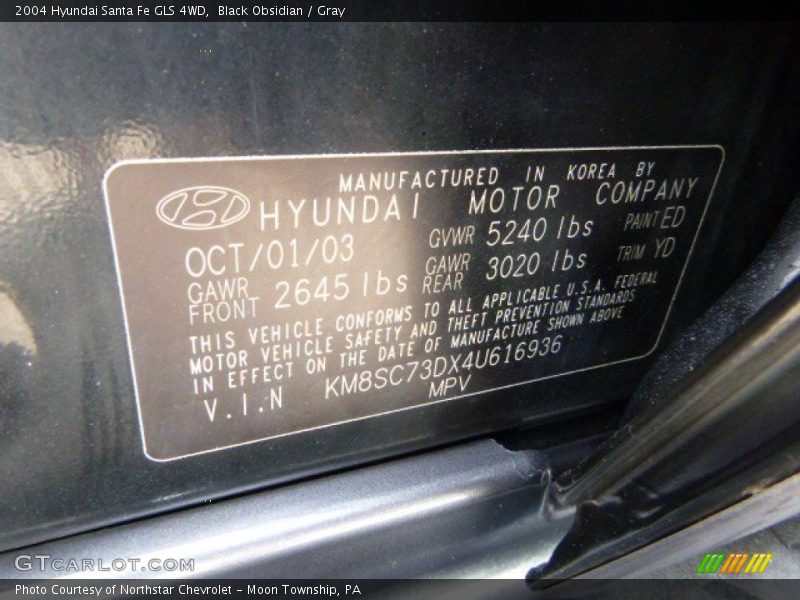 2004 Hyundai Santa Fe GLS 4WD, Black Obsidian / Gray
MANUFACTURED IN KOREA BY
HYUNDAI MOTOR COMPANY
OCT/01/03 GVWR 5240 lbs PAINT ED
GAWR FRONT 2645 lbs GAWR REAR 3020 lbs TRIM YD
THIS VEHICLE CONFORMS TO ALL APPLICABLE U.S.A. FEDERAL
MOTOR VEHICLE SAFETY AND THEFT PREVENTION STANDARDS
IN EFFECT ON THE DATE OF MANUFACTURE SHOWN ABOVE
V.I.N KM8SC73DX4U616936
MPV
GTCARLOT.COM
Photo Courtesy of Northstar Chevrolet - Moon Township, PA